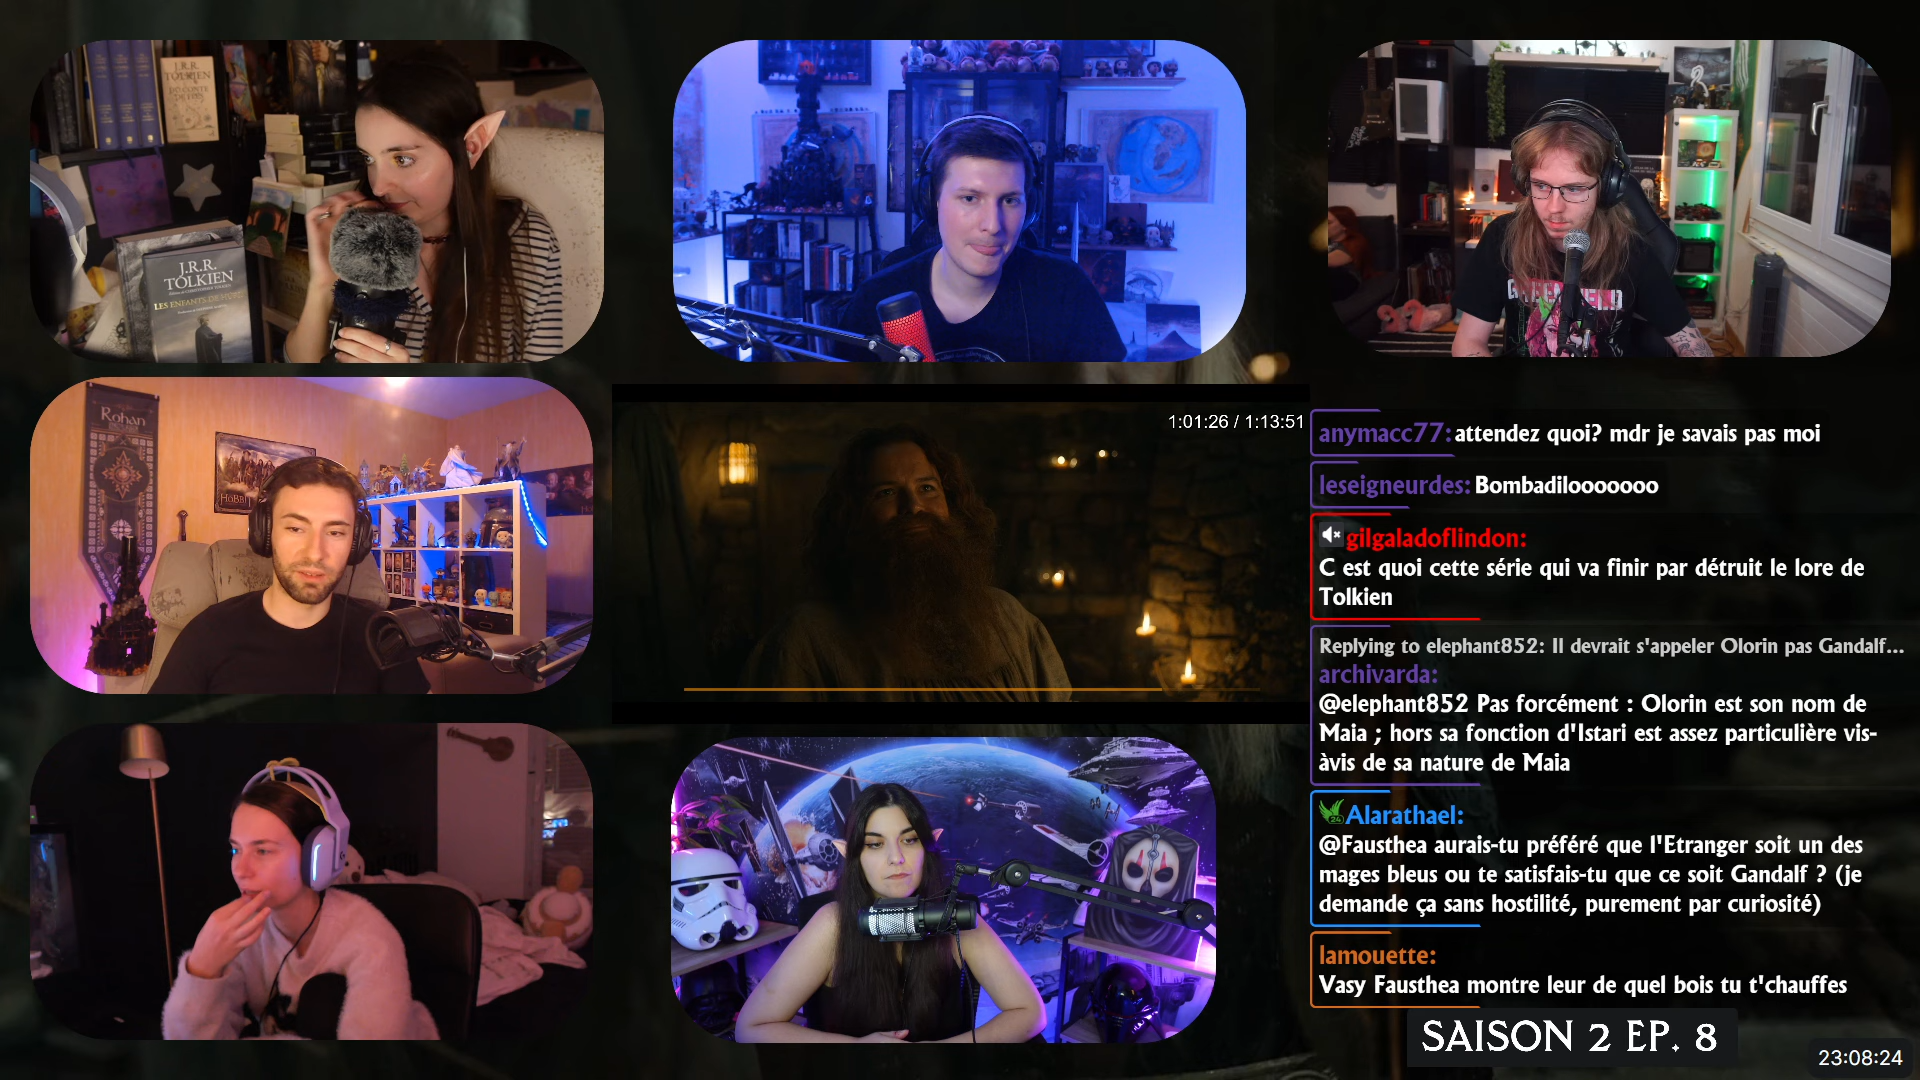 J.R.R.
TOLKIEN
J.R.R.
TOLKIEN
LES ENFANTS DE HÚRIN
Rohan
HOBBIT
1:01:26 / 1:13:51
anymacc77: attendez quoi? mdr je savais pas moi
leseigneurdes: Bombadilooooooo
gilgaladoflindon:
C est quoi cette série qui va finir par détruit le lore de
Tolkien
Replying to elephant852: Il devrait s'appeler Olorin pas Gandalf...
archivarda:
@elephant852 Pas forcément : Olorin est son nom de
Maia ; hors sa fonction d'Istari est assez particulière vis-
àvis de sa nature de Maia
Alarathael:
@Fausthea aurais-tu préféré que l'Etranger soit un des
mages bleus ou te satisfais-tu que ce soit Gandalf ? (je
demande ça sans hostilité, purement par curiosité)
lamouette:
Vasy Fausthea montre leur de quel bois tu t'chauffes
SAISON 2 EP. 8
23:08:24